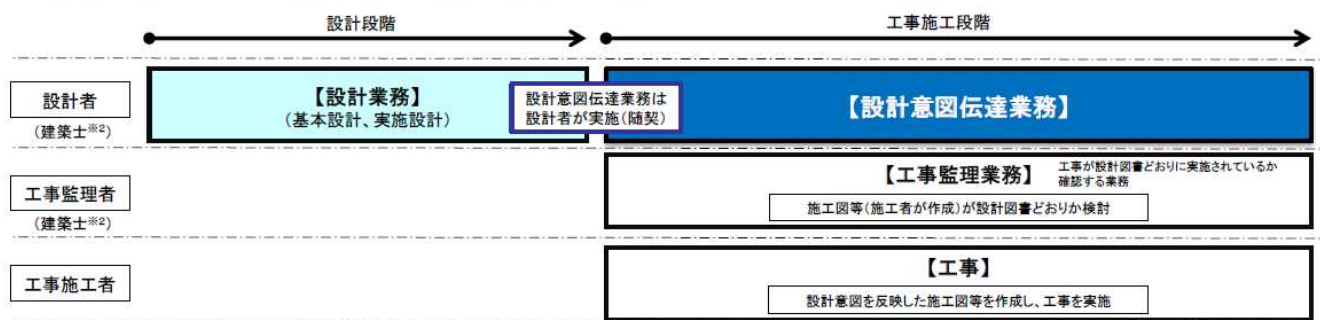 設計段階
工事施工段階
設計者
(建築士※2)
【設計業務】
(基本設計、実施設計)
設計意図伝達業務は
設計者が実施(随契)
【設計意図伝達業務】
工事監理者
(建築士※2)
【工事監理業務】
工事が設計図書どおりに実施されているか
確認する業務
施工図等(施工者が作成)が設計図書どおりか検討
工事施工者
【工事】
設計意図を反映した施工図等を作成し、工事を実施